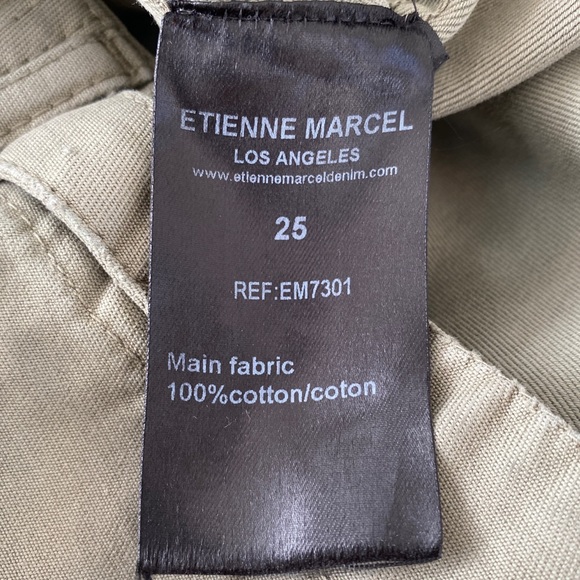 ETIENNE MARCEL
LOS ANGELES
www.etiennemarceldenim.com
25
REF:EM7301
Main fabric
100%cotton/coton